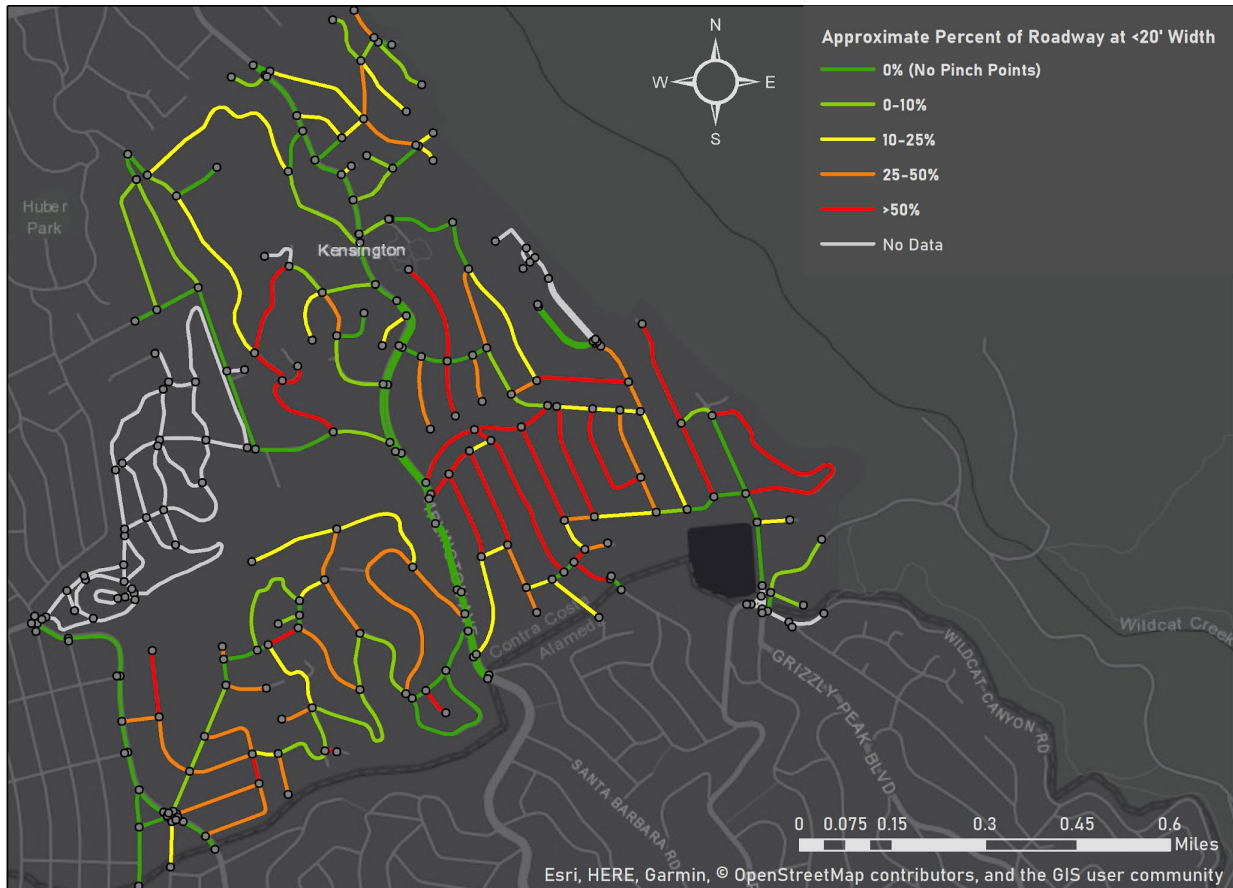 Approximate Percent of Roadway at <20' Width
0% (No Pinch Points)
0-10%
10-25%
25-50%
>50%
No Data
N
W E
S
Huber
Park
Kensington
Contra Costa
Alameda
Wildcat Creek
WILDCAT CANYON RD
GRIZZLY PEAK BLVD
SANTA BARBARA RD
0 0.075 0.15 0.3 0.45 0.6
Miles
Esri, HERE, Garmin, © OpenStreetMap contributors, and the GIS user community